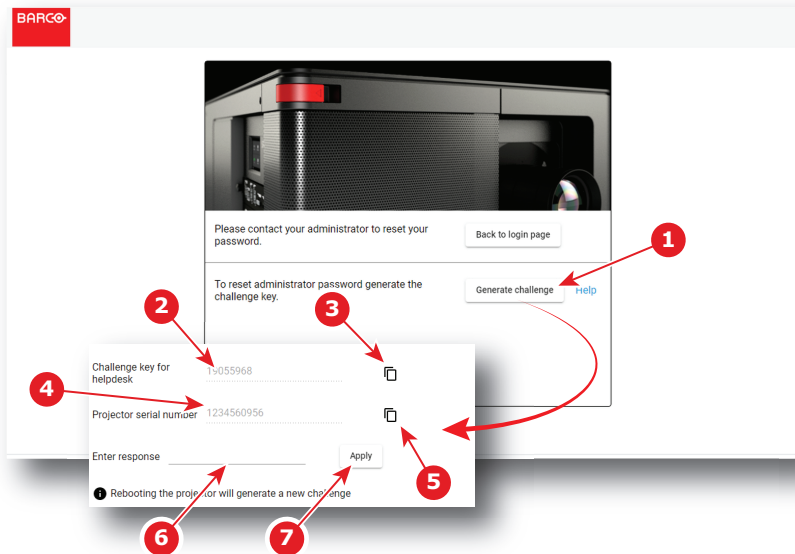 BARCO
Please contact your administrator to reset your
password.
Back to login page
1
To reset administrator password generate the
challenge key.
Generate challenge
Help
2
3
Challenge key for
helpdesk
19055968
4
Projector serial number
1234560956
Enter response
Apply
5
Rebooting the projector will generate a new challenge
6
7